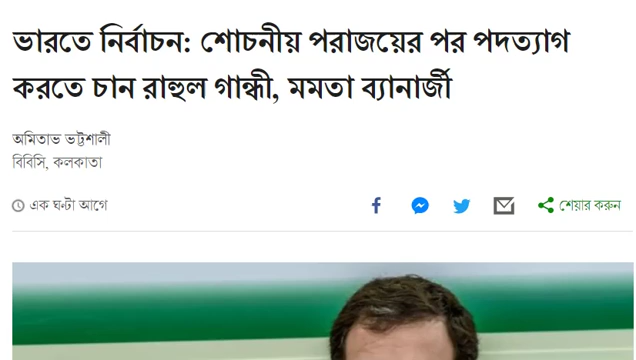 ভারতে নির্বাচন: শোচনীয় পরাজয়ের পর পদত্যাগ
করতে চান রাহুল গান্ধী, মমতা ব্যানার্জী
অমিতাভ ভট্টশালী
বিবিসি, কলকাতা
এক ঘন্টা আগে
শেয়ার করুন